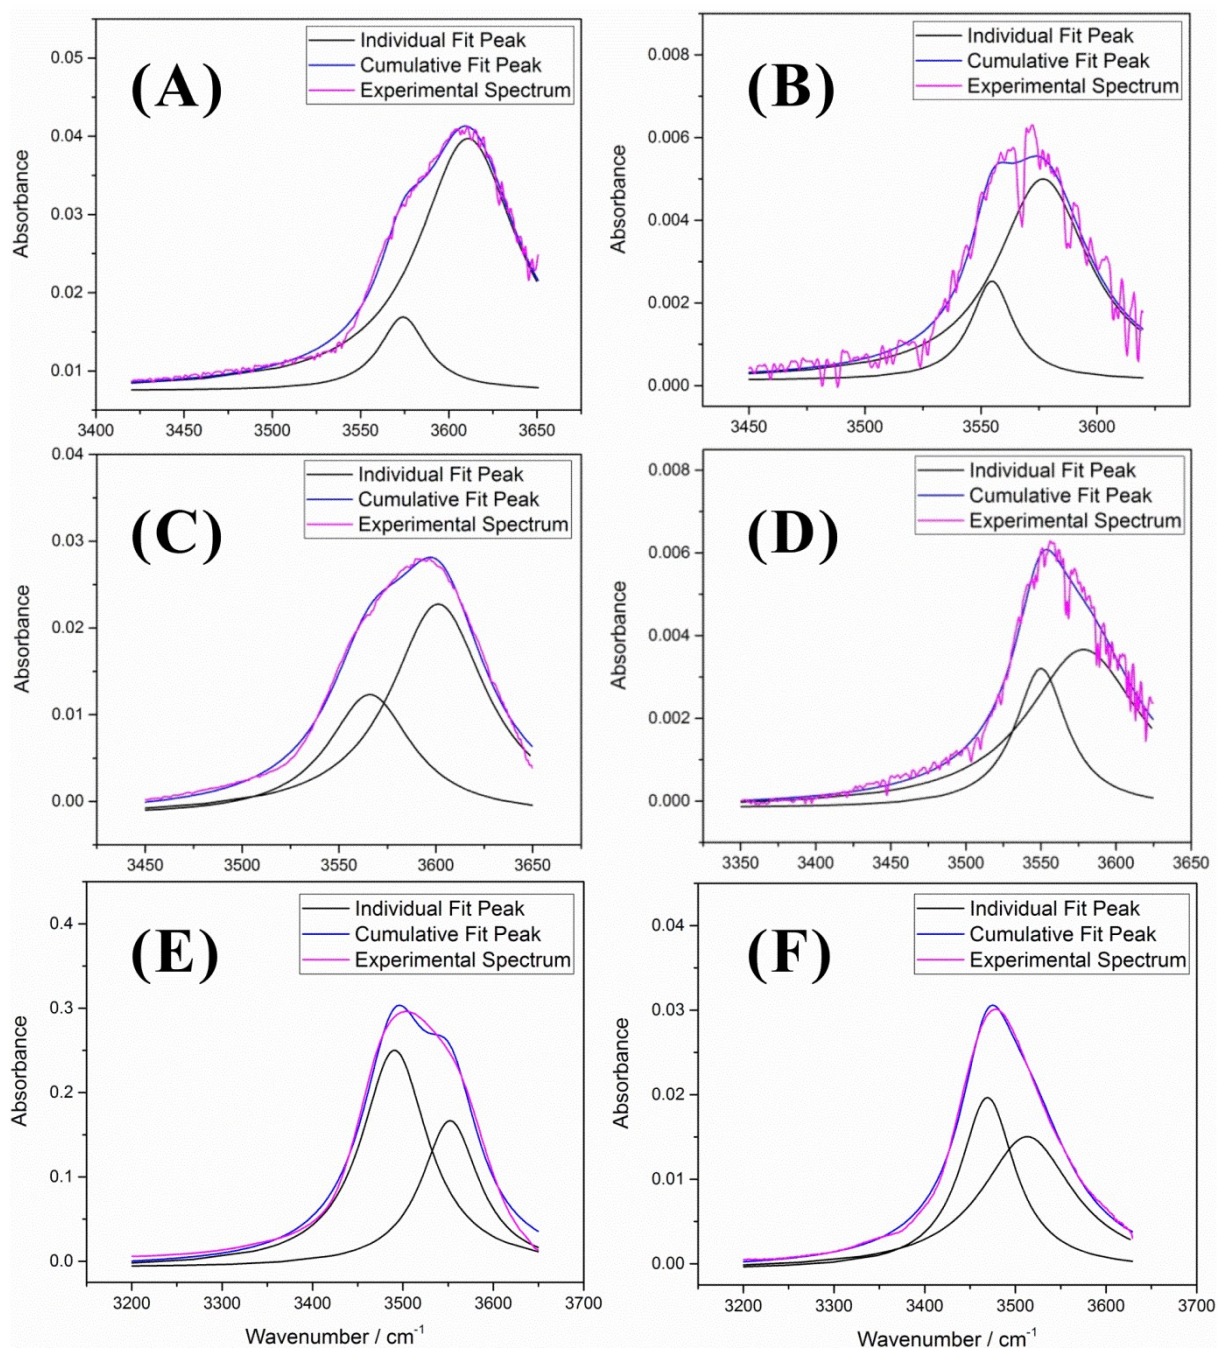 Individual Fit Peak
Cumulative Fit Peak
Experimental Spectrum
(A)
Absorbance
0.05
0.04
0.03
0.02
0.01
3400 3450 3500 3550 3600 3650
Individual Fit Peak
Cumulative Fit Peak
Experimental Spectrum
(B)
Absorbance
0.008
0.006
0.004
0.002
0.000
3450 3500 3550 3600
Individual Fit Peak
Cumulative Fit Peak
Experimental Spectrum
(C)
Absorbance
0.04
0.03
0.02
0.01
0.00
3450 3500 3550 3600 3650
Individual Fit Peak
Cumulative Fit Peak
Experimental Spectrum
(D)
Absorbance
0.008
0.006
0.004
0.002
0.000
3350 3400 3450 3500 3550 3600 3650
Individual Fit Peak
Cumulative Fit Peak
Experimental Spectrum
(E)
Absorbance
0.4
0.3
0.2
0.1
0.0
3200 3300 3400 3500 3600 3700
Wavenumber / cm⁻¹
Individual Fit Peak
Cumulative Fit Peak
Experimental Spectrum
(F)
Absorbance
0.04
0.03
0.02
0.01
0.00
3200 3300 3400 3500 3600 3700
Wavenumber / cm⁻¹